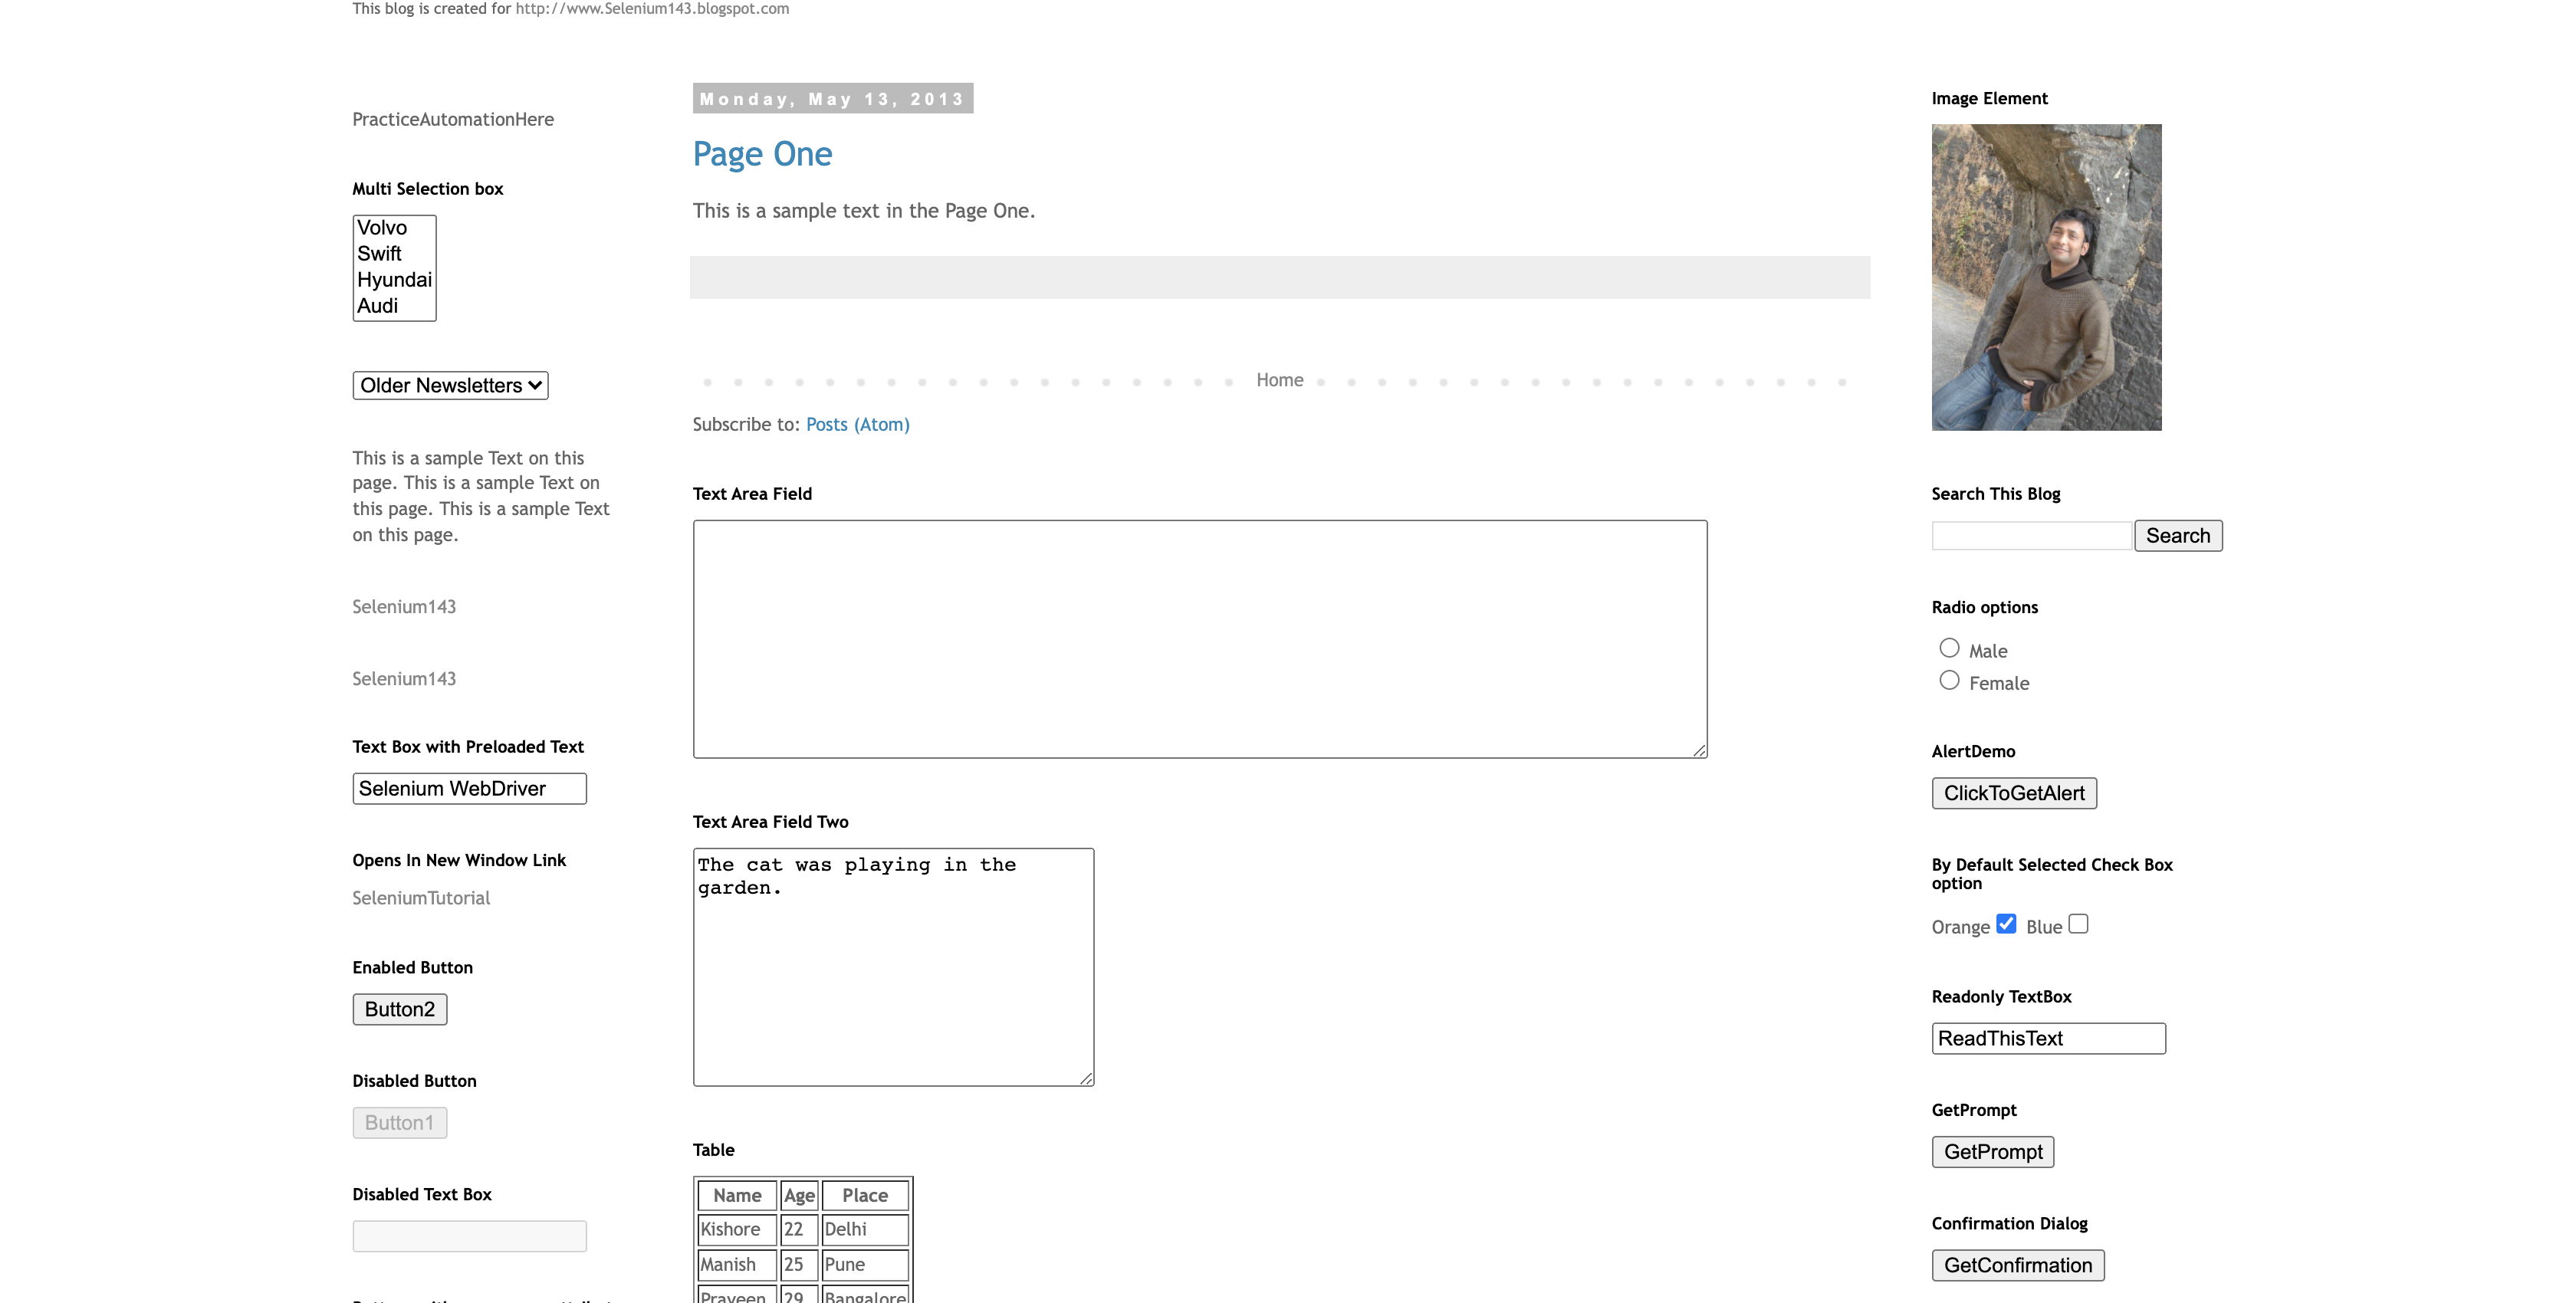 This blog is created for http://www.Selenium143.blogspot.com
PracticeAutomationHere
Multi Selection box
Volvo
Swift
Hyundai
Audi
Older Newsletters
This is a sample Text on this
page. This is a sample Text on
this page. This is a sample Text
on this page.
Selenium143
Selenium143
Text Box with Preloaded Text
Selenium WebDriver
Opens In New Window Link
SeleniumTutorial
Enabled Button
Button2
Disabled Button
Button1
Disabled Text Box
Monday, May 13, 2013
Page One
This is a sample text in the Page One.
Home
Subscribe to: Posts (Atom)
Text Area Field
Text Area Field Two
The cat was playing in the
garden.
Table
Name Age Place
Kishore 22 Delhi
Manish 25 Pune
Praveen 29 Bangalore
Image Element
Search This Blog
Search
Radio options
Male
Female
AlertDemo
ClickToGetAlert
By Default Selected Check Box
option
Orange Blue
Readonly TextBox
ReadThisText
GetPrompt
GetPrompt
Confirmation Dialog
GetConfirmation